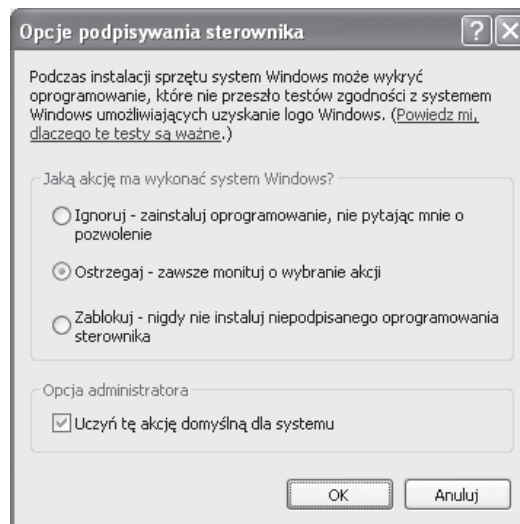 Opcje podpisywania sterownika
Podczas instalacji sprzętu system Windows może wykryć
oprogramowanie, które nie przeszło testów zgodności z systemem
Windows umożliwiających uzyskanie logo Windows. (Powiedz mi,
dlaczego te testy są ważne.)
Jaką akcję ma wykonać system Windows?
Ignoruj - zainstaluj oprogramowanie, nie pytając mnie o
pozwolenie
Ostrzegaj - zawsze monituj o wybranie akcji
Zablokuj - nigdy nie instaluj niepodpisanego oprogramowania
sterownika
Opcja administratora
Uczyń tę akcję domyślną dla systemu
OK
Anuluj